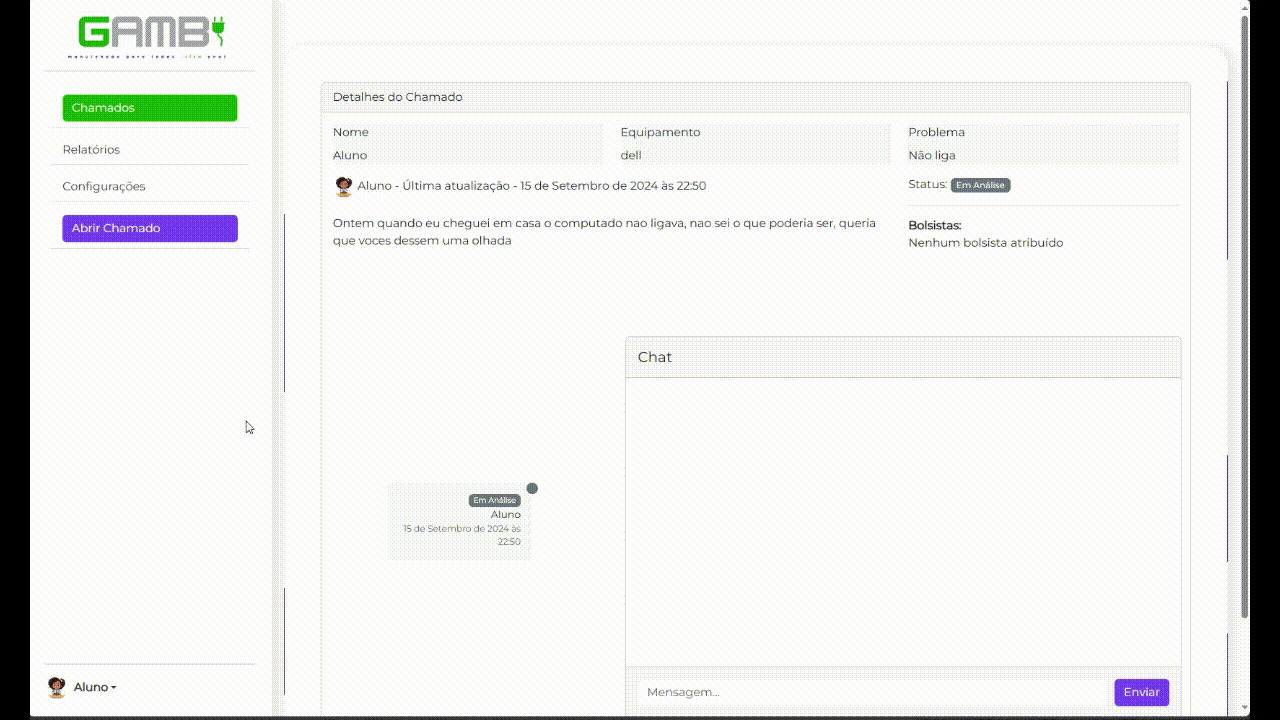 GAMB
manutenção para todos .ifrn pnat
Chamados
Relatórios
Configurações
Abrir Chamado
Aluno
Detalhes do Chamado
Nome
Equipamento
Problema
Aluno
dell
Não liga
Aluno - Última atualização - 15 de Setembro de 2024 às 22:50
Status: Em Análise
Ontem quando eu cheguei em casa o computado nao ligava, nao sei o que poderia ser, queria
que voces dessem uma olhada
Bolsistas:
Nenhum bolsista atribuído
Em Análise
Aluno
15 de Setembro de 2024 às
22:50
Chat
Mensagem...
Enviar